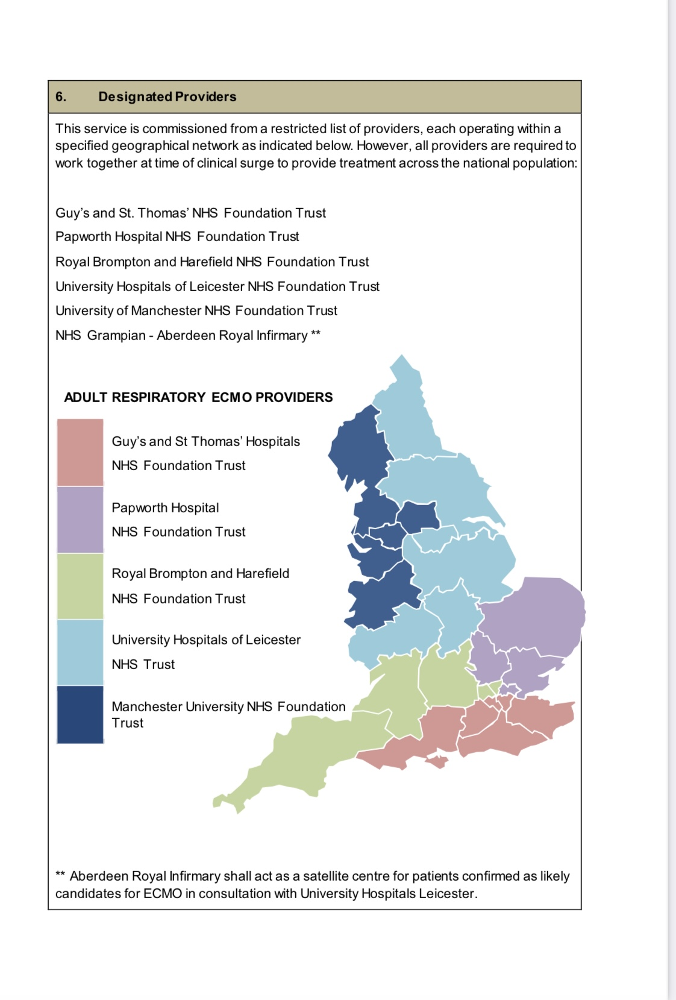 6. Designated Providers
This service is commissioned from a restricted list of providers, each operating within a
specified geographical network as indicated below. However, all providers are required to
work together at time of clinical surge to provide treatment across the national population:
Guy’s and St. Thomas’ NHS Foundation Trust
Papworth Hospital NHS Foundation Trust
Royal Brompton and Harefield NHS Foundation Trust
University Hospitals of Leicester NHS Foundation Trust
University of Manchester NHS Foundation Trust
NHS Grampian - Aberdeen Royal Infirmary **
ADULT RESPIRATORY ECMO PROVIDERS
Guy’s and St Thomas’ Hospitals
NHS Foundation Trust
Papworth Hospital
NHS Foundation Trust
Royal Brompton and Harefield
NHS Foundation Trust
University Hospitals of Leicester
NHS Trust
Manchester University NHS Foundation
Trust
** Aberdeen Royal Infirmary shall act as a satellite centre for patients confirmed as likely
candidates for ECMO in consultation with University Hospitals Leicester.